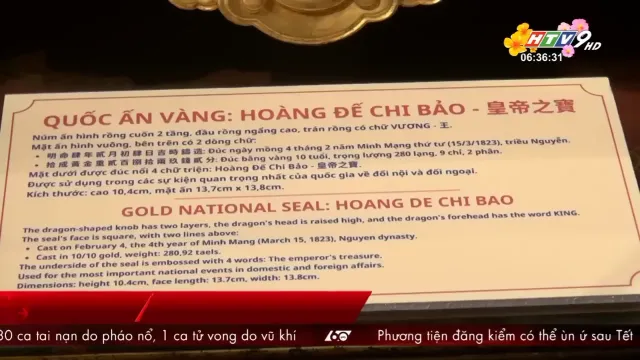 HTV9 HD
06:36:31
QUỐC ẤN VÀNG: HOÀNG ĐẾ CHI BẢO - 皇帝之寶
Núm ấn hình rồng cuốn 2 tầng, đầu rồng ngẩng cao, trán rồng có chữ VƯƠNG - 王.
Mặt ấn hình vuông, bên trên có 2 dòng chữ:
• 明命肆年貳月初肆日吉時鑄造: Đúc ngày mồng 4 tháng 2 năm Minh Mạng thứ tư (15/3/1823), triều Nguyễn.
• 拾成黃金重貳百捌拾兩玖錢貳分: Đúc bằng vàng 10 tuổi, trọng lượng 280 lạng, 9 chỉ, 2 phân.
Mặt dưới được đúc nổi 4 chữ triện: Hoàng Đế Chi Bảo - 皇帝之寶.
Được sử dụng trong các sự kiện quan trọng nhất của quốc gia về đối nội và đối ngoại.
Kích thước: cao 10,4cm, mặt ấn 13,7cm x 13,8cm.
GOLD NATIONAL SEAL: HOANG DE CHI BAO
The dragon-shaped knob has two layers, the dragon's head is raised high, and the dragon's forehead has the word KING.
The seal's face is square, with two lines above:
• Cast on February 4, the 4th year of Minh Mang (March 15, 1823), Nguyen dynasty.
• Cast in 10/10 gold, weight: 280,92 taels.
The underside of the seal is embossed with 4 words: The emperor's treasure.
Used for the most important national events in domestic and foreign affairs.
Dimensions: height 10.4cm, face length: 13.7cm, width: 13.8cm.
30 ca tai nạn do pháo nổ, 1 ca tử vong do vũ khí
60
Phương tiện đăng kiểm có thể ùn ứ sau Tết